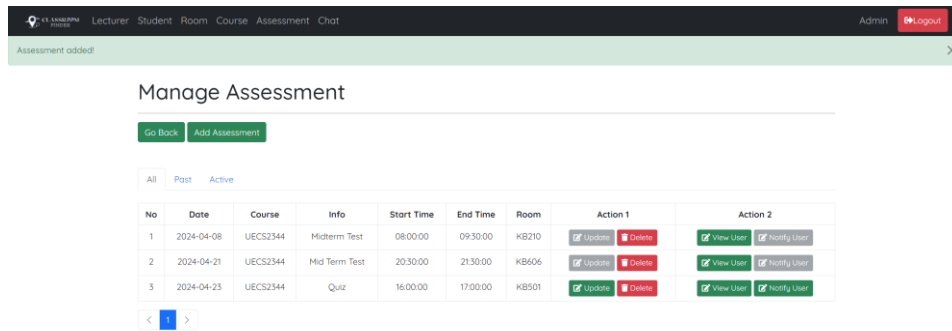 CLASSROOM FINDER Lecturer Student Room Course Assessment Chat Admin Logout
Assessment added!
Manage Assessment
Go Back Add Assessment
All Past Active
No Date Course Info Start Time End Time Room Action 1 Action 2
1 2024-04-08 UECS2344 Midterm Test 08:00:00 09:30:00 KB210 Update Delete View User Notify User
2 2024-04-21 UECS2344 Mid Term Test 20:30:00 21:30:00 KB606 Update Delete View User Notify User
3 2024-04-23 UECS2344 Quiz 16:00:00 17:00:00 KB501 Update Delete View User Notify User
< 1 >